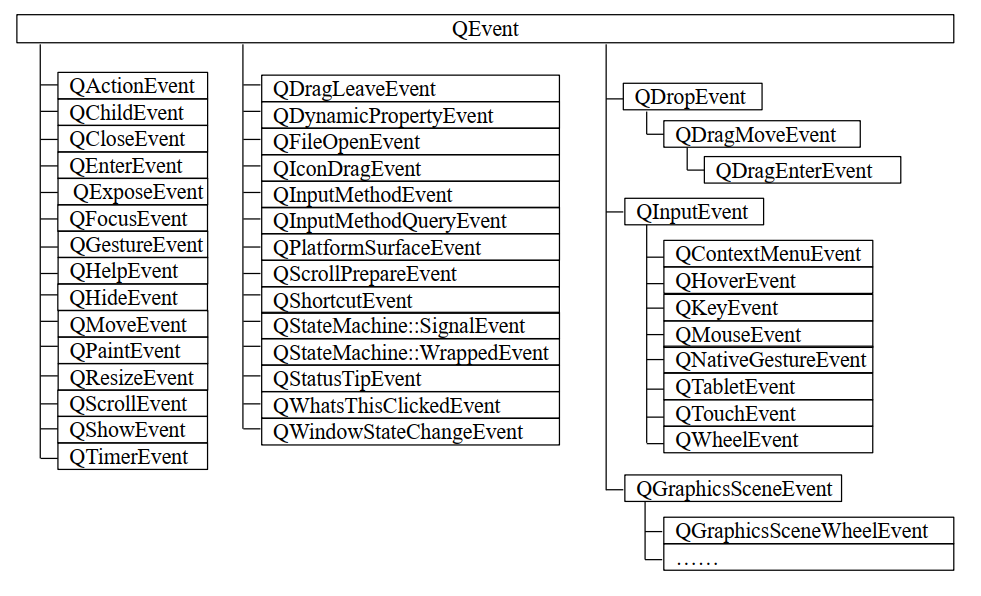 QEvent
QActionEvent
QChildEvent
QCloseEvent
QEnterEvent
QExposeEvent
QFocusEvent
QGestureEvent
QHelpEvent
QHideEvent
QMoveEvent
QPaintEvent
QResizeEvent
QScrollEvent
QShowEvent
QTimerEvent
QDragLeaveEvent
QDynamicPropertyEvent
QFileOpenEvent
QIconDragEvent
QInputMethodEvent
QInputMethodQueryEvent
QPlatformSurfaceEvent
QScrollPrepareEvent
QShortcutEvent
QStateMachine::SignalEvent
QStateMachine::WrappedEvent
QStatusTipEvent
QWhatsThisClickedEvent
QWindowStateChangeEvent
QDropEvent
QDragMoveEvent
QDragEnterEvent
QInputEvent
QContextMenuEvent
QHoverEvent
QKeyEvent
QMouseEvent
QNativeGestureEvent
QTabletEvent
QTouchEvent
QWheelEvent
QGraphicsSceneEvent
QGraphicsSceneWheelEvent
……